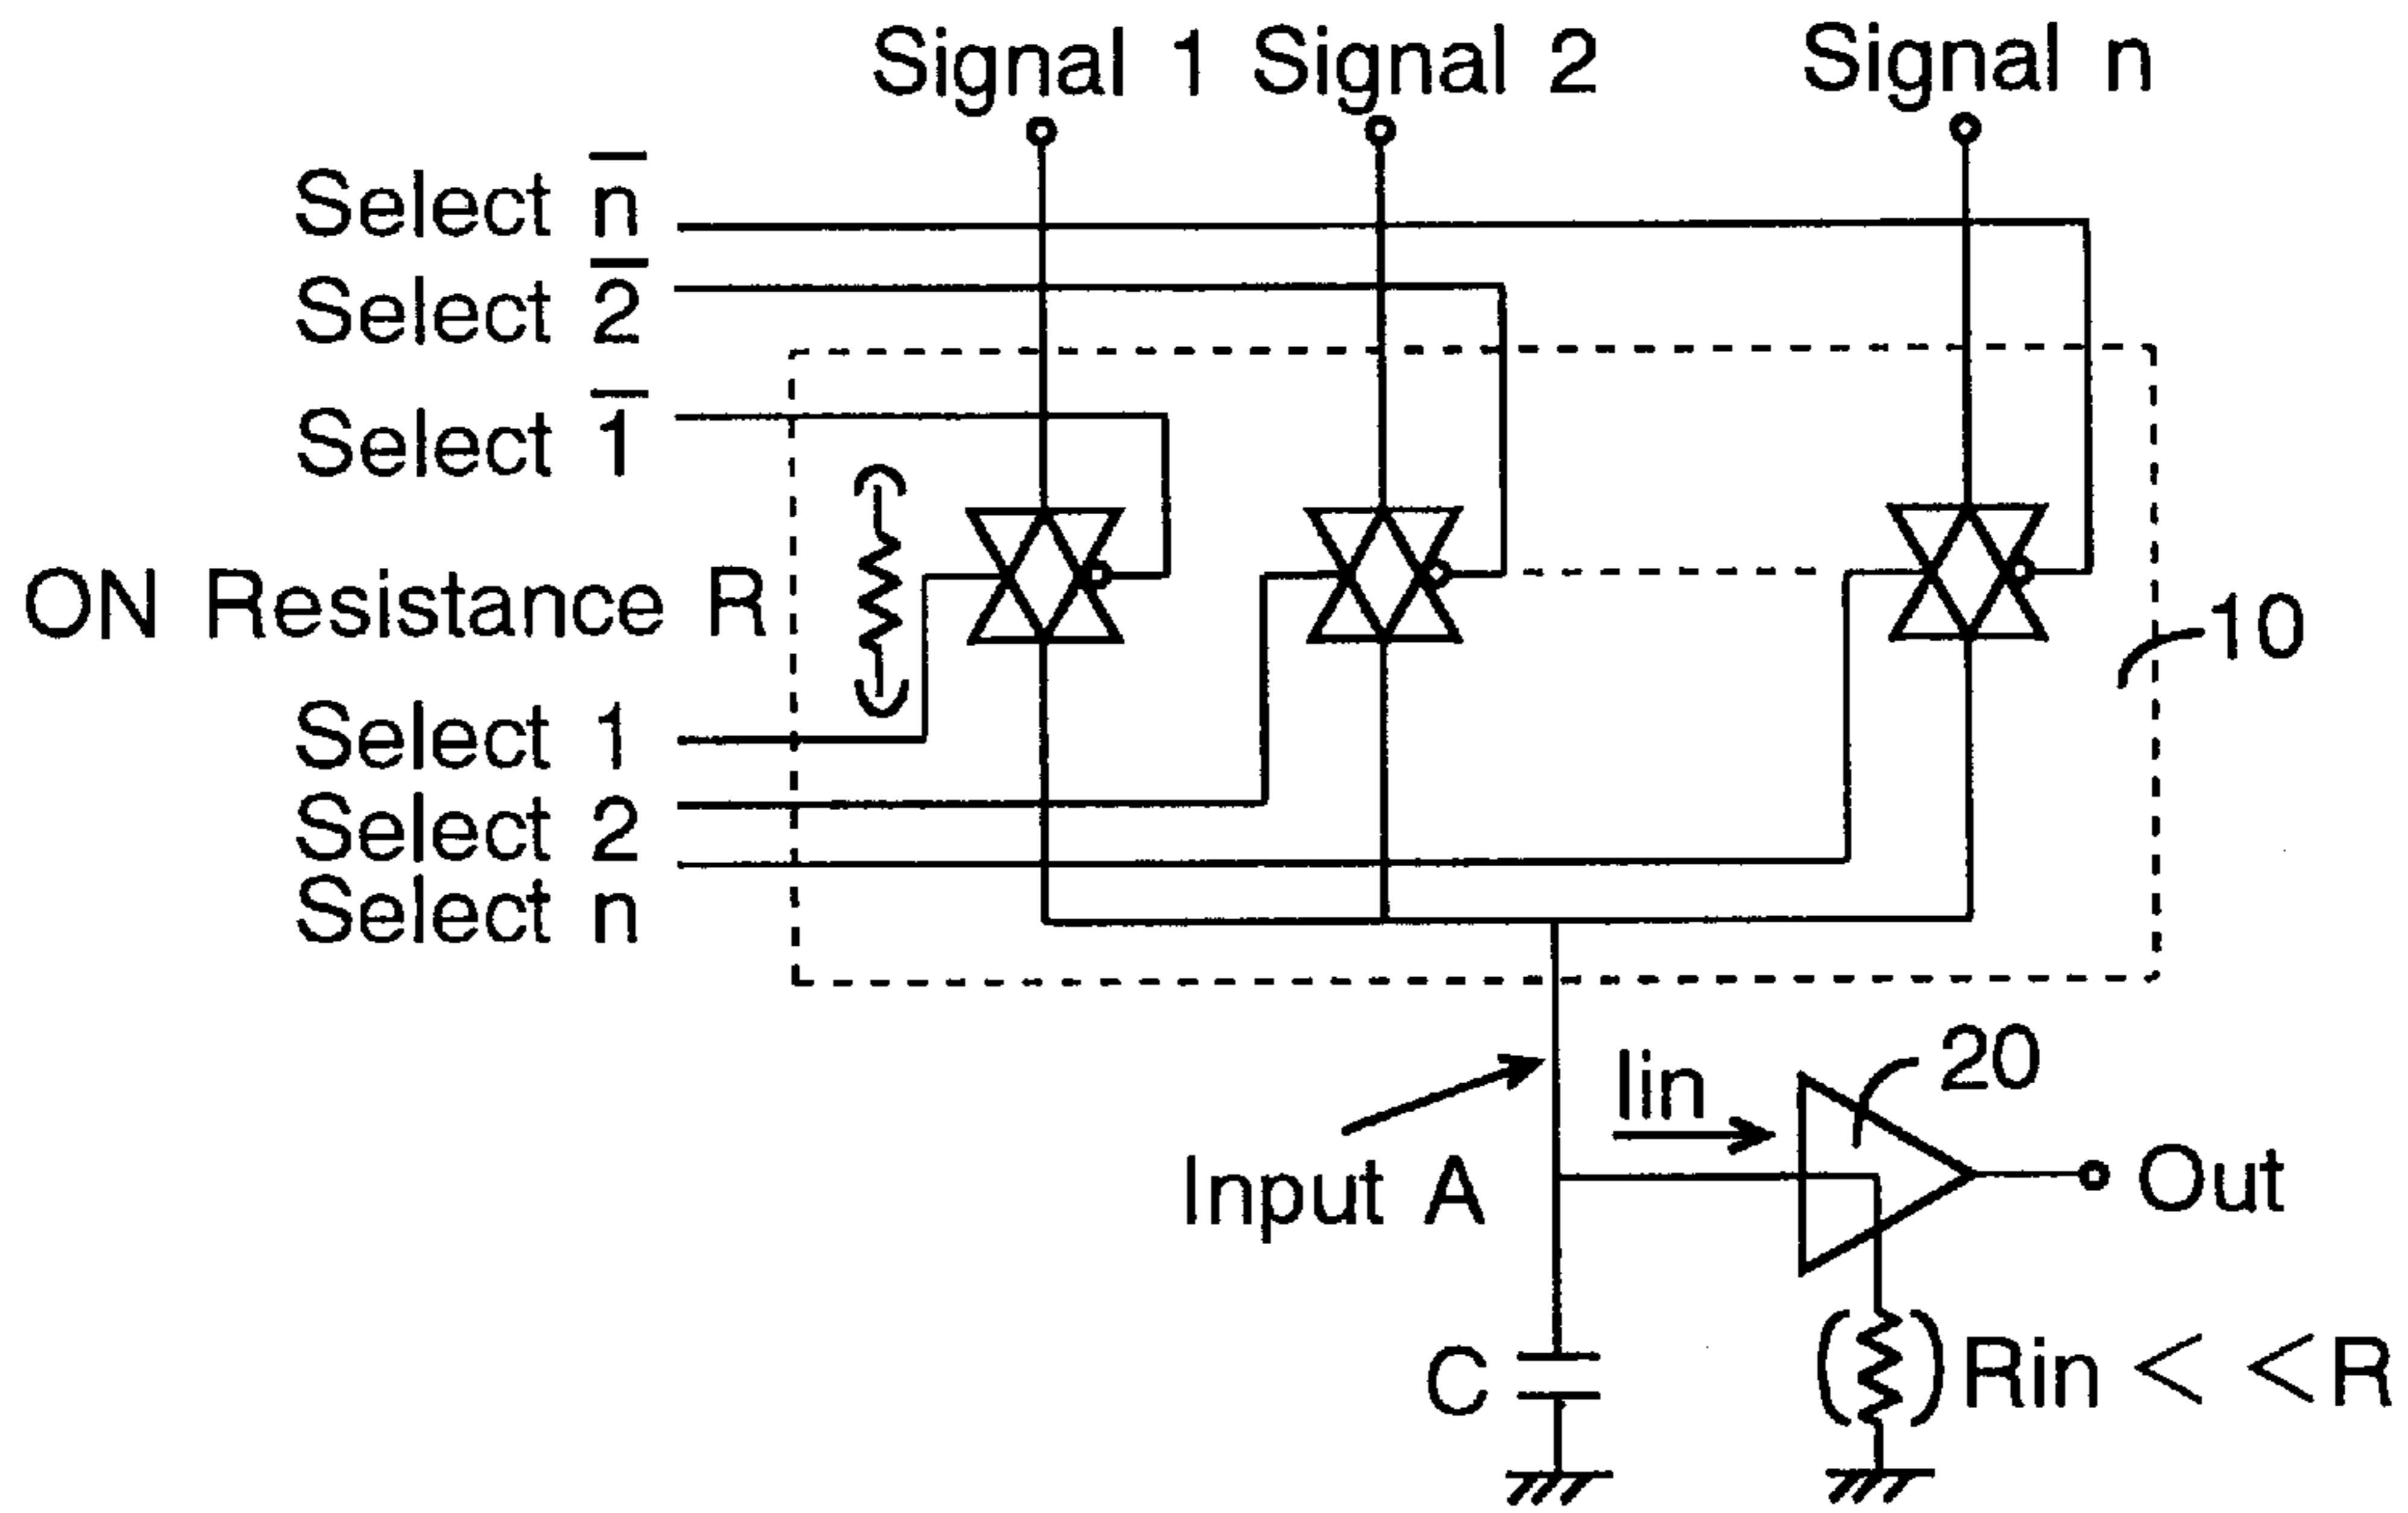 Signal 1 Signal 2 Signal n
Select n̅
Select 2̅
Select 1̅
ON Resistance R
10
Select 1
Select 2
Select n
Iin
20
Input A
Out
C
Rin < < R